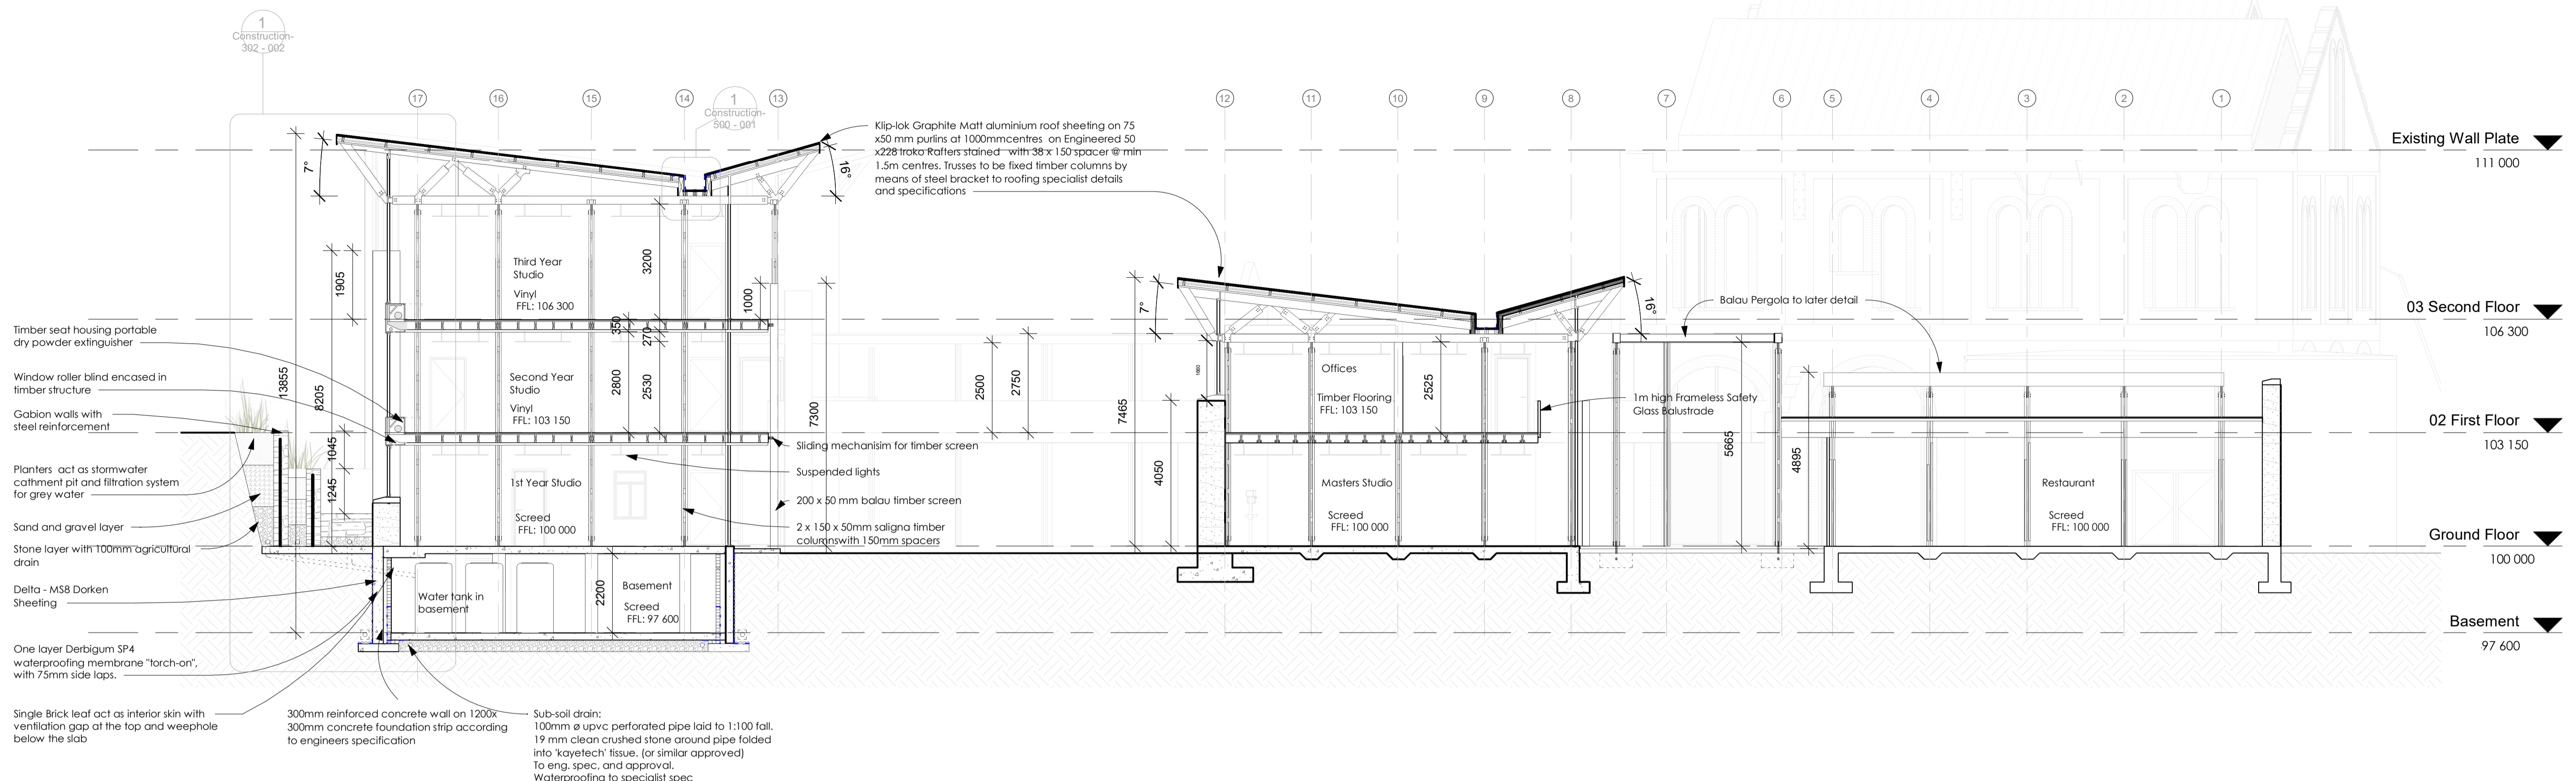 1
Construction-
302 - 002
17
16
15
14
1
Construction-
500 - 001
13
12
11
10
9
8
7
6
5
4
3
2
1
Klip-lok Graphite Matt aluminium roof sheeting on 75
x50 mm purlins at 1000mmcentres on Engineered 50
x228 Iroko Rafters stained with 38 x 150 spacer @ min
1.5m centres. Trusses to be fixed timber columns by
means of steel bracket to roofing specialist details
and specifications
Existing Wall Plate
111 000
7°
16°
Third Year
Studio
Vinyl
FFL: 106 300
3200
1905
1000
350
270
7°
16°
Balau Pergola to later detail
03 Second Floor
106 300
Timber seat housing portable
dry powder extinguisher
Window roller blind encased in
timber structure
Gabion walls with
steel reinforcement
Planters act as stormwater
cathment pit and filtration system
for grey water
Sand and gravel layer
Stone layer with 100mm agricultural
drain
Delta - MS8 Dorken
Sheeting
One layer Derbigum SP4
waterproofing membrane "torch-on",
with 75mm side laps.
Single Brick leaf act as interior skin with
ventilation gap at the top and weephole
below the slab
13855
8205
1045
1245
Second Year
Studio
Vinyl
FFL: 103 150
2800
2530
7300
2500
2750
7465
4050
Offices
Timber Flooring
FFL: 103 150
2525
1m high Frameless Safety
Glass Balustrade
5665
4895
02 First Floor
103 150
Sliding mechanisim for timber screen
Suspended lights
200 x 50 mm balau timber screen
2 x 150 x 50mm saligna timber
columnswith 150mm spacers
1st Year Studio
Screed
FFL: 100 000
Masters Studio
Screed
FFL: 100 000
Restaurant
Screed
FFL: 100 000
Ground Floor
100 000
Water tank in
basement
2200
Basement
Screed
FFL: 97 600
Basement
97 600
300mm reinforced concrete wall on 1200x
300mm concrete foundation strip according
to engineers specification
Sub-soil drain:
100mm ø upvc perforated pipe laid to 1:100 fall.
19 mm clean crushed stone around pipe folded
into 'kayetech' tissue. (or similar approved)
To eng. spec, and approval.
Waterproofing to specialist spec